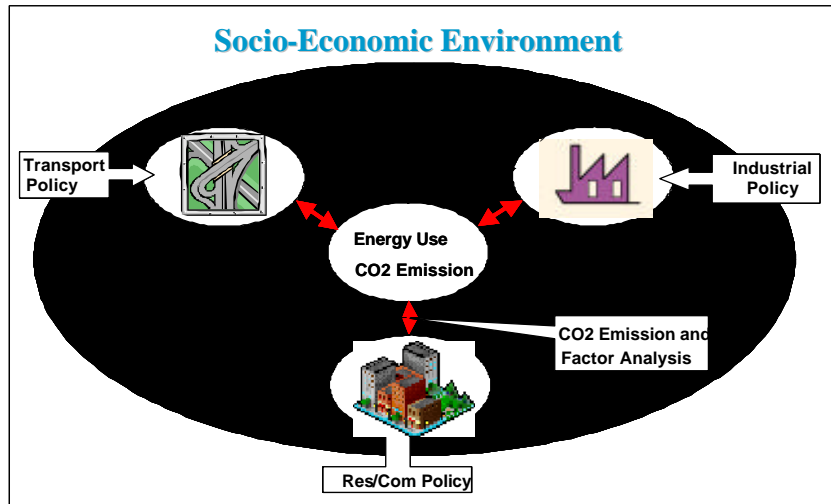 Socio-Economic Environment
Transport
Policy
Industrial
Policy
Energy Use
CO2 Emission
CO2 Emission and
Factor Analysis
Res/Com Policy